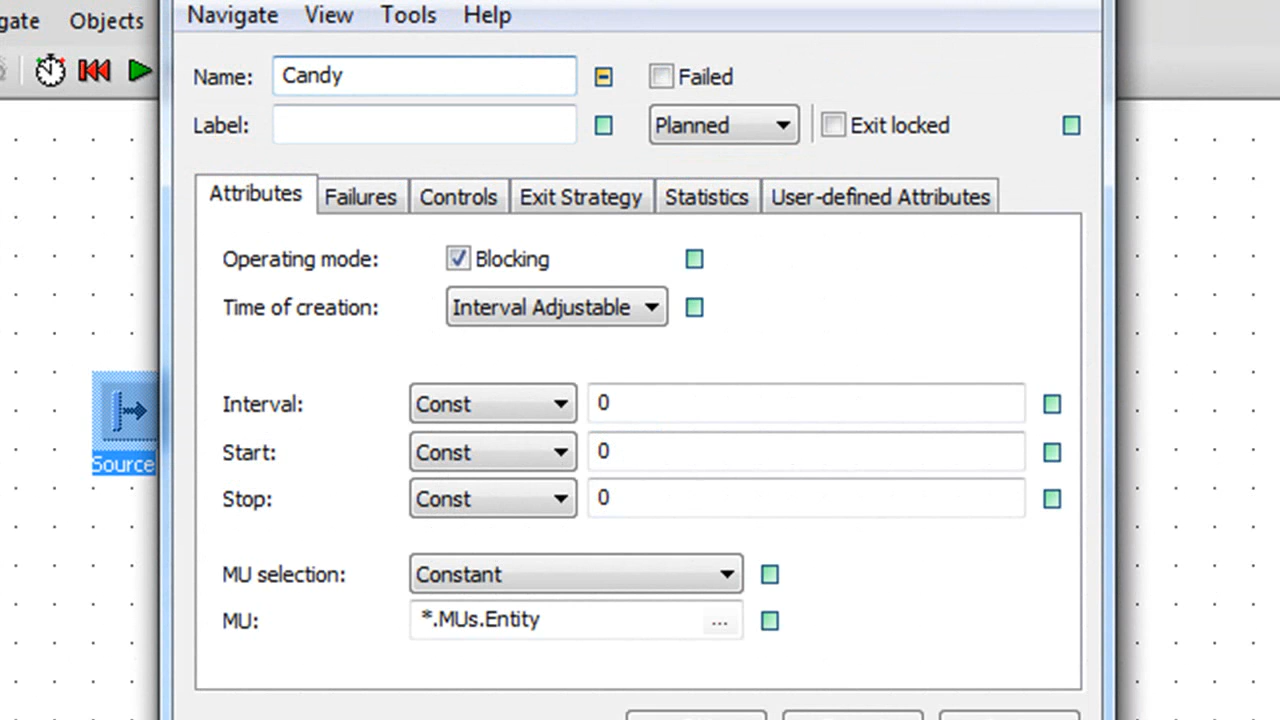 gate Objects
Navigate View Tools Help
Name: Candy Failed
Label: Planned Exit locked
Attributes Failures Controls Exit Strategy Statistics User-defined Attributes
Operating mode: Blocking
Time of creation: Interval Adjustable
Interval: Const 0
Source
Start: Const 0
Stop: Const 0
MU selection: Constant
MU: *.MUs.Entity ...